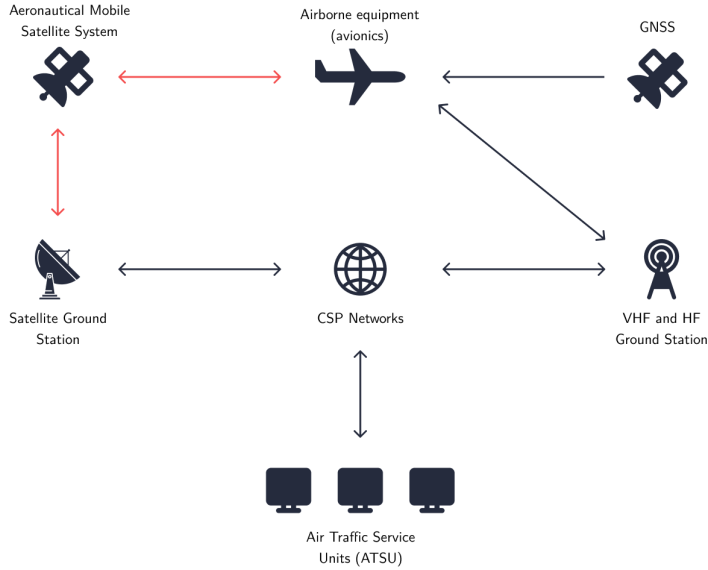 Aeronautical Mobile
Satellite System
Airborne equipment
(avionics)
GNSS
Satellite Ground
Station
CSP Networks
VHF and HF
Ground Station
Air Traffic Service
Units (ATSU)